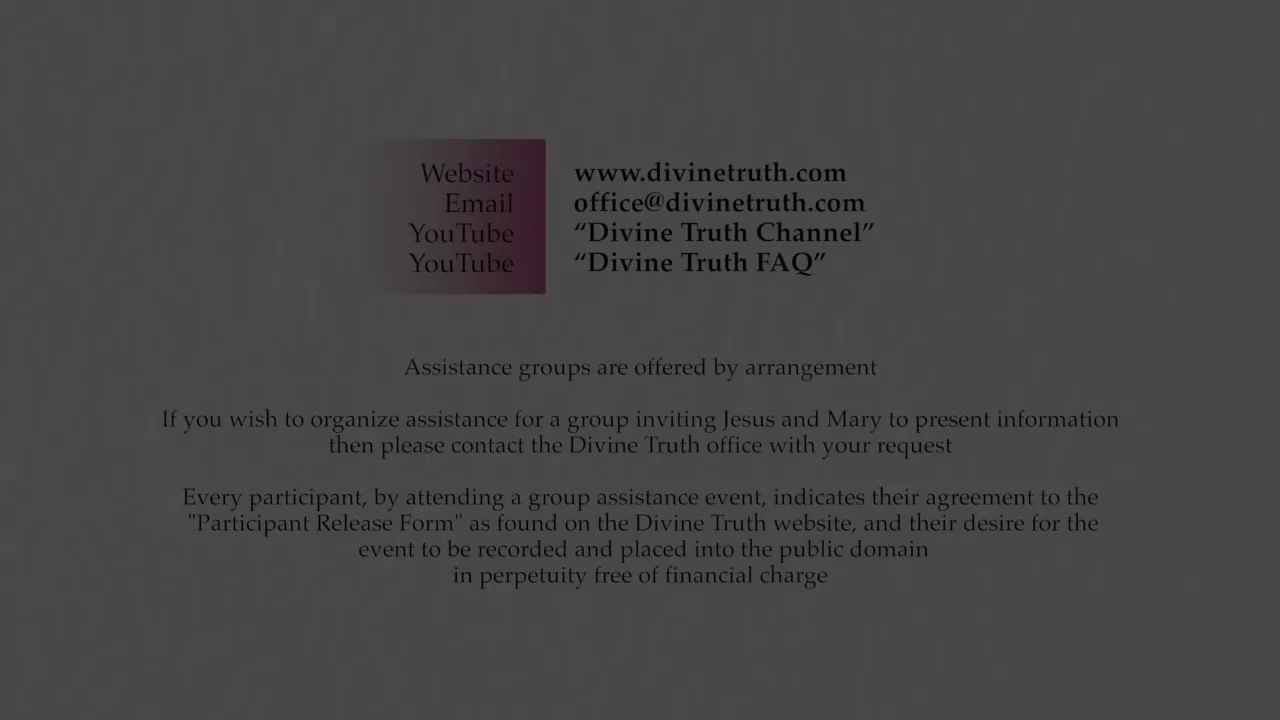 Website www.divinetruth.com
Email office@divinetruth.com
YouTube “Divine Truth Channel”
YouTube “Divine Truth FAQ”
Assistance groups are offered by arrangement
If you wish to organize assistance for a group inviting Jesus and Mary to present information
then please contact the Divine Truth office with your request
Every participant, by attending a group assistance event, indicates their agreement to the
"Participant Release Form" as found on the Divine Truth website, and their desire for the
event to be recorded and placed into the public domain
in perpetuity free of financial charge